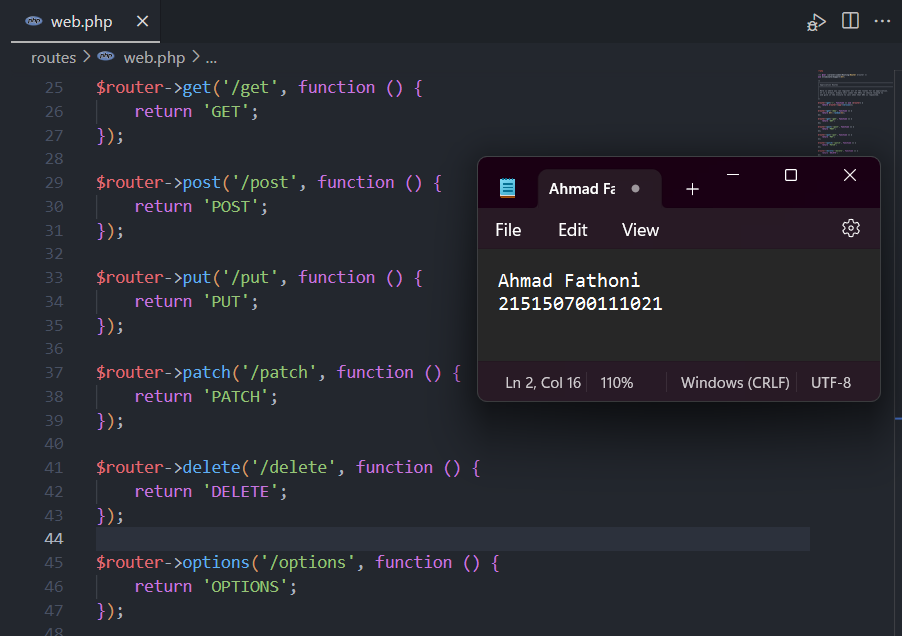 web.php
routes > web.php > ...
25 $router->get('/get', function () {
26 return 'GET';
27 });
28
29 $router->post('/post', function () {
30 return 'POST';
31 });
32
33 $router->put('/put', function () {
34 return 'PUT';
35 });
36
37 $router->patch('/patch', function () {
38 return 'PATCH';
39 });
40
41 $router->delete('/delete', function () {
42 return 'DELETE';
43 });
44
45 $router->options('/options', function () {
46 return 'OPTIONS';
47 });
48
Ahmad Fa
File Edit View
Ahmad Fathoni
215150700111021
Ln 2, Col 16 110% Windows (CRLF) UTF-8